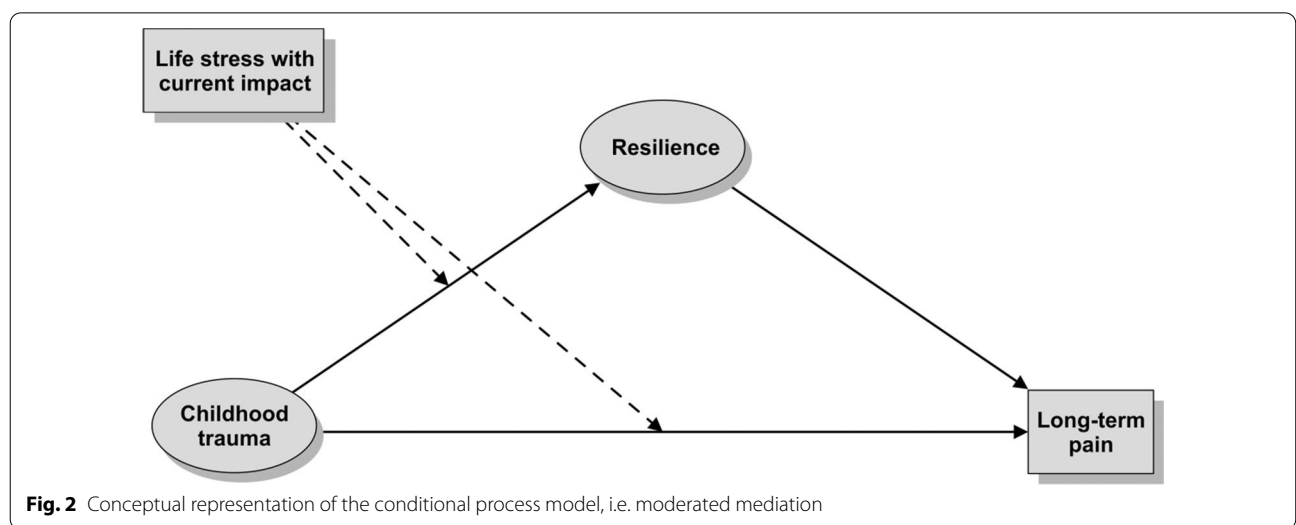 Life stress with
current impact
Resilience
Childhood
trauma
Long-term
pain
Fig. 2 Conceptual representation of the conditional process model, i.e. moderated mediation